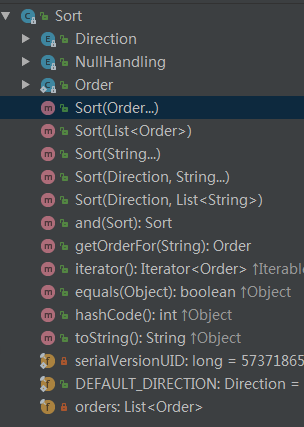 Sort
Direction
NullHandling
Order
Sort(Order...)
Sort(List<Order>)
Sort(String...)
Sort(Direction, String...)
Sort(Direction, List<String>)
and(Sort): Sort
getOrderFor(String): Order
iterator(): Iterator<Order> ↑Iterable
equals(Object): boolean ↑Object
hashCode(): int ↑Object
toString(): String ↑Object
serialVersionUID: long = 57371865
DEFAULT_DIRECTION: Direction =
orders: List<Order>